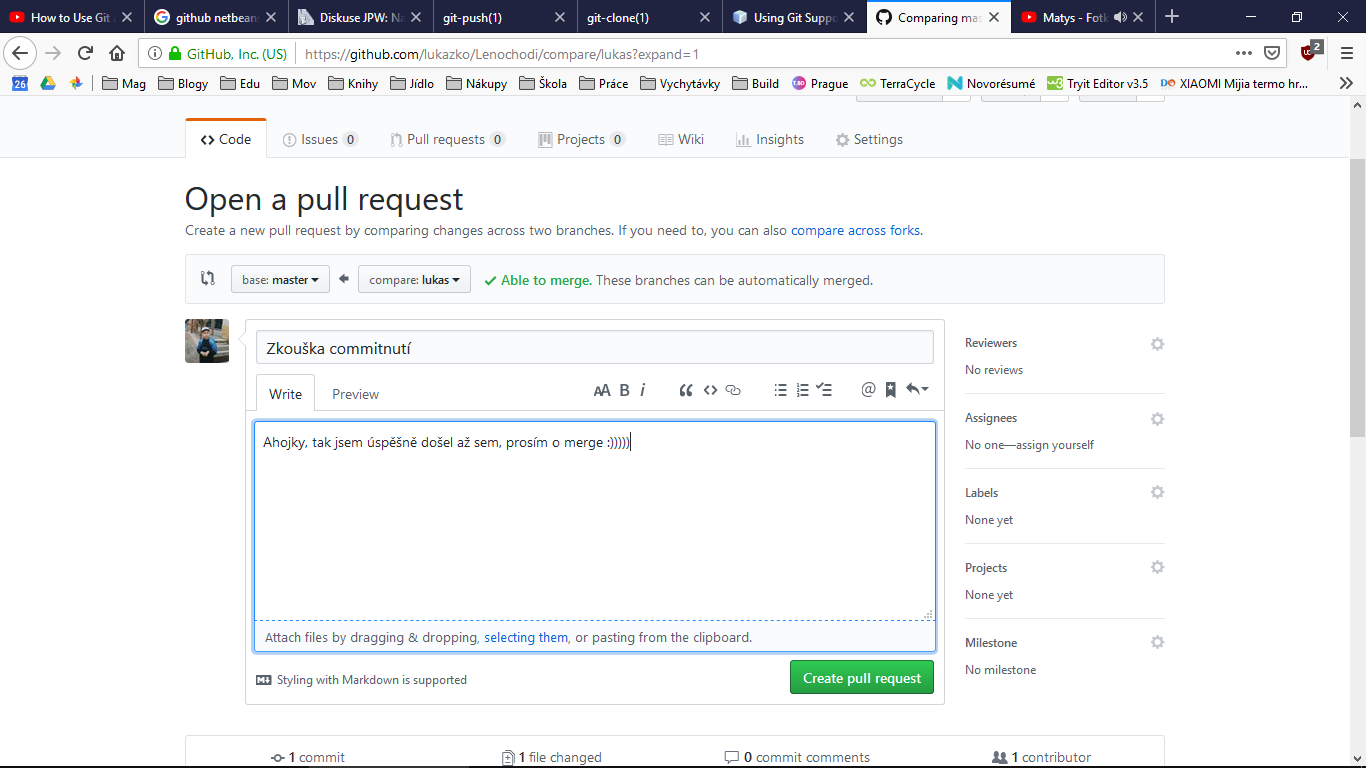 How to Use Git a
github netbeans
Diskuse JPW: Na
git-push(1)
git-clone(1)
Using Git Suppo
Comparing mas
Matys - Fotk
GitHub, Inc. (US)
https://github.com/lukazko/Lenochodi/compare/lukas?expand=1
2
26
Mag
Blogy
Edu
Mov
Knihy
Jídlo
Nákupy
Škola
Práce
Vychytávky
Build
Prague
TerraCycle
Novorésumé
Tryit Editor v3.5
XIAOMI Mijia termo hr...
Code
Issues 0
Pull requests 0
Projects 0
Wiki
Insights
Settings
Open a pull request
Create a new pull request by comparing changes across two branches. If you need to, you can also compare across forks.
base: master
compare: lukas
Able to merge. These branches can be automatically merged.
Zkouška commitnutí
Write
Preview
AA B i
Ahojky, tak jsem úspěšně došel až sem, prosím o merge :)))))
Attach files by dragging & dropping, selecting them, or pasting from the clipboard.
Styling with Markdown is supported
Create pull request
Reviewers
No reviews
Assignees
No one—assign yourself
Labels
None yet
Projects
None yet
Milestone
No milestone
1 commit
1 file changed
0 commit comments
1 contributor